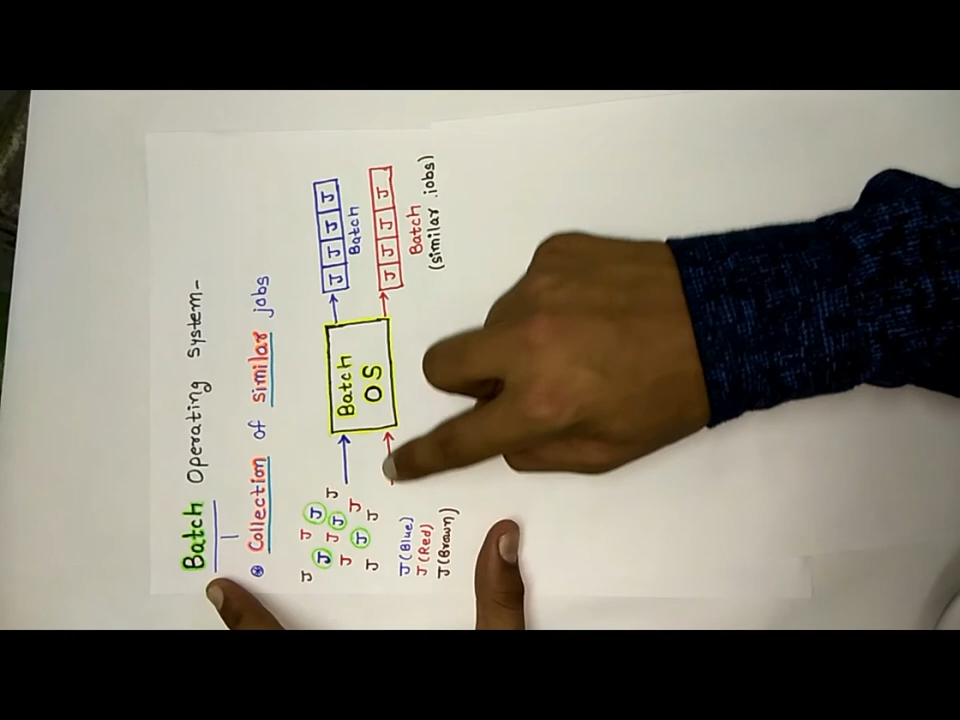 Batch Operating System-
* Collection of similar jobs
J J
J J
J J J
J J
J
J J
J(Blue)
J(Red)
J(Brown)
Batch
OS
J J J J
Batch
J J J J
Batch
(similar jobs)